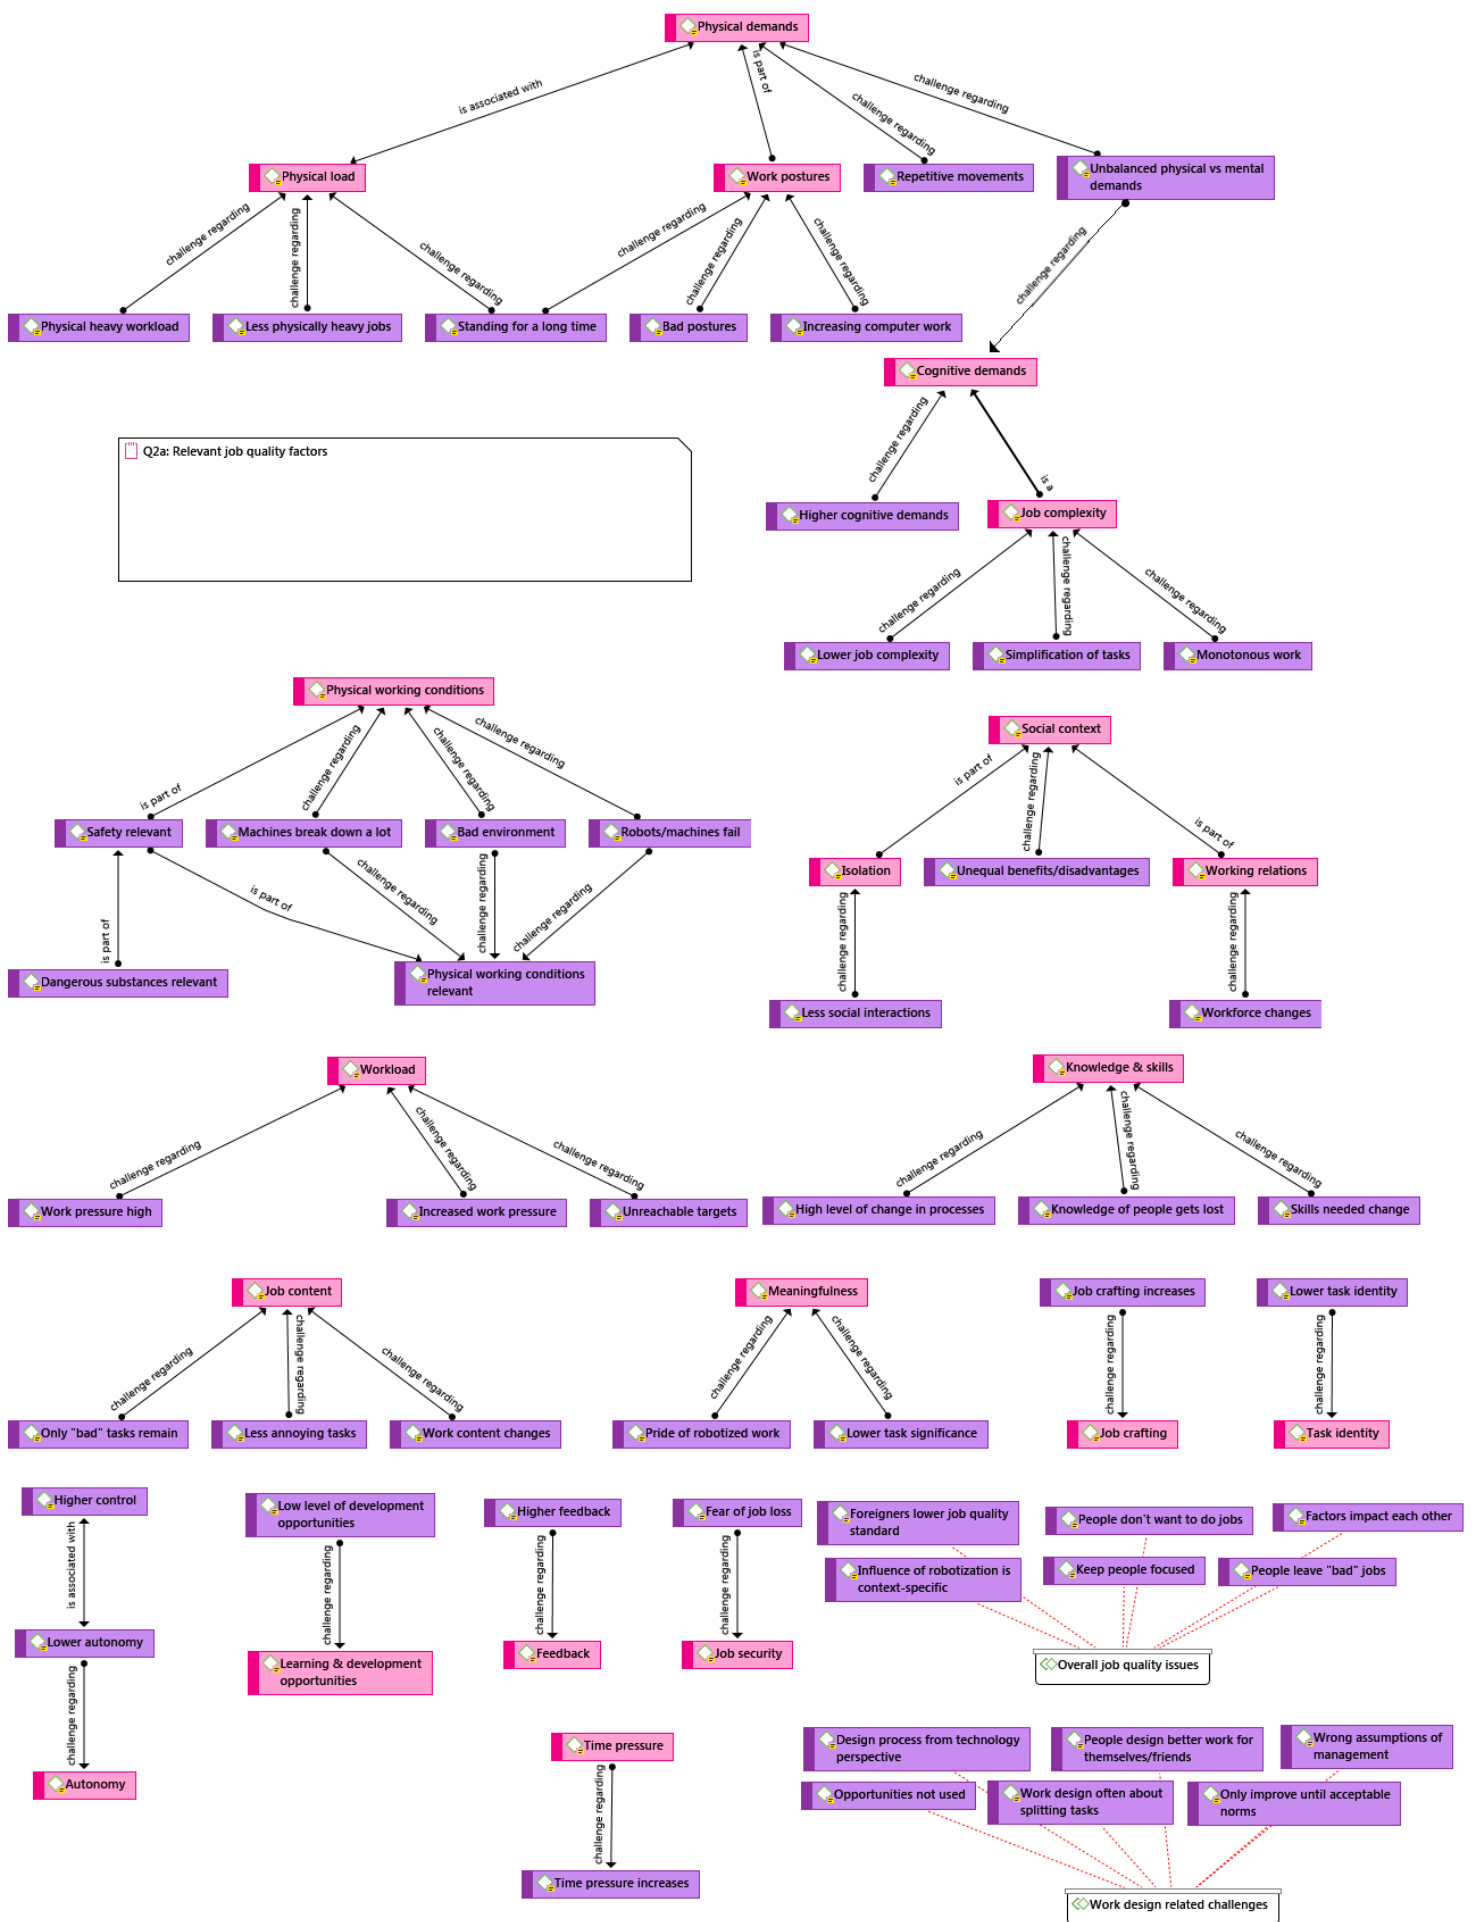 Physical demands
is associated with
is part of
challenge regarding
challenge regarding
Physical load
Work postures
Repetitive movements
Unbalanced physical vs mental
demands
challenge regarding
challenge regarding
challenge regarding
challenge regarding
challenge regarding
challenge regarding
challenge regarding
Physical heavy workload
Less physically heavy jobs
Standing for a long time
Bad postures
Increasing computer work
Cognitive demands
challenge regarding
is a
Q2a: Relevant job quality factors
Higher cognitive demands
Job complexity
challenge regarding
challenge regarding
challenge regarding
Lower job complexity
Simplification of tasks
Monotonous work
Physical working conditions
is part of
challenge regarding
challenge regarding
challenge regarding
Safety relevant
Machines break down a lot
Bad environment
Robots/machines fail
is part of
is part of
challenge regarding
challenge regarding
challenge regarding
Dangerous substances relevant
Physical working conditions
relevant
Social context
is part of
challenge regarding
is part of
Isolation
Unequal benefits/disadvantages
Working relations
challenge regarding
challenge regarding
Less social interactions
Workforce changes
Workload
challenge regarding
challenge regarding
challenge regarding
Work pressure high
Increased work pressure
Unreachable targets
Knowledge & skills
challenge regarding
challenge regarding
challenge regarding
High level of change in processes
Knowledge of people gets lost
Skills needed change
Job content
challenge regarding
challenge regarding
challenge regarding
Only "bad" tasks remain
Less annoying tasks
Work content changes
Meaningfulness
challenge regarding
challenge regarding
Pride of robotized work
Lower task significance
Job crafting increases
challenge regarding
Job crafting
Lower task identity
challenge regarding
Task identity
Higher control
is associated with
Lower autonomy
challenge regarding
Autonomy
Low level of development
opportunities
challenge regarding
Learning & development
opportunities
Higher feedback
challenge regarding
Feedback
Fear of job loss
challenge regarding
Job security
Foreigners lower job quality
standard
People don't want to do jobs
Factors impact each other
Influence of robotization is
context-specific
Keep people focused
People leave "bad" jobs
Overall job quality issues
Time pressure
challenge regarding
Time pressure increases
Design process from technology
perspective
People design better work for
themselves/friends
Wrong assumptions of
management
Opportunities not used
Work design often about
splitting tasks
Only improve until acceptable
norms
Work design related challenges